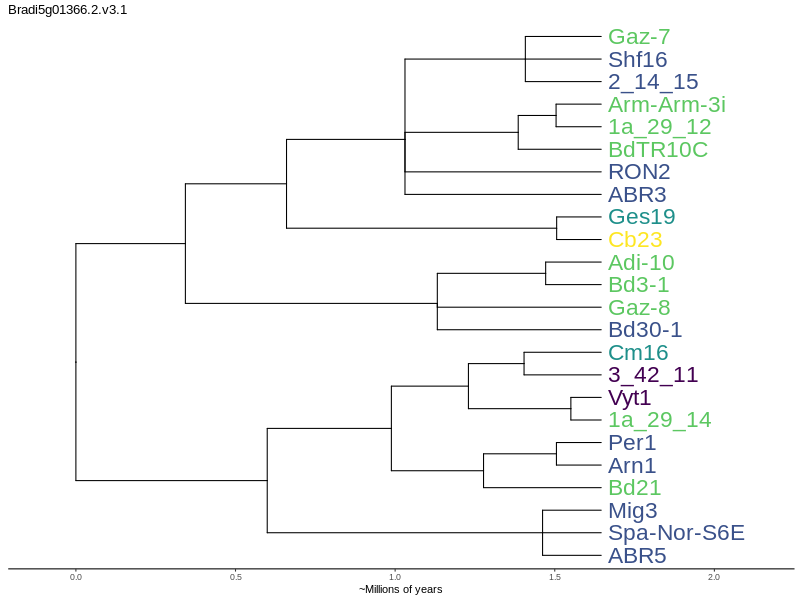 Bradi5g01366.2.v3.1
Gaz-7
Shf16
2_14_15
Arm-Arm-3i
1a_29_12
BdTR10C
RON2
ABR3
Ges19
Cb23
Adi-10
Bd3-1
Gaz-8
Bd30-1
Cm16
3_42_11
Vyt1
1a_29_14
Per1
Arn1
Bd21
Mig3
Spa-Nor-S6E
ABR5
0.0 0.5 1.0 1.5 2.0
~Millions of years